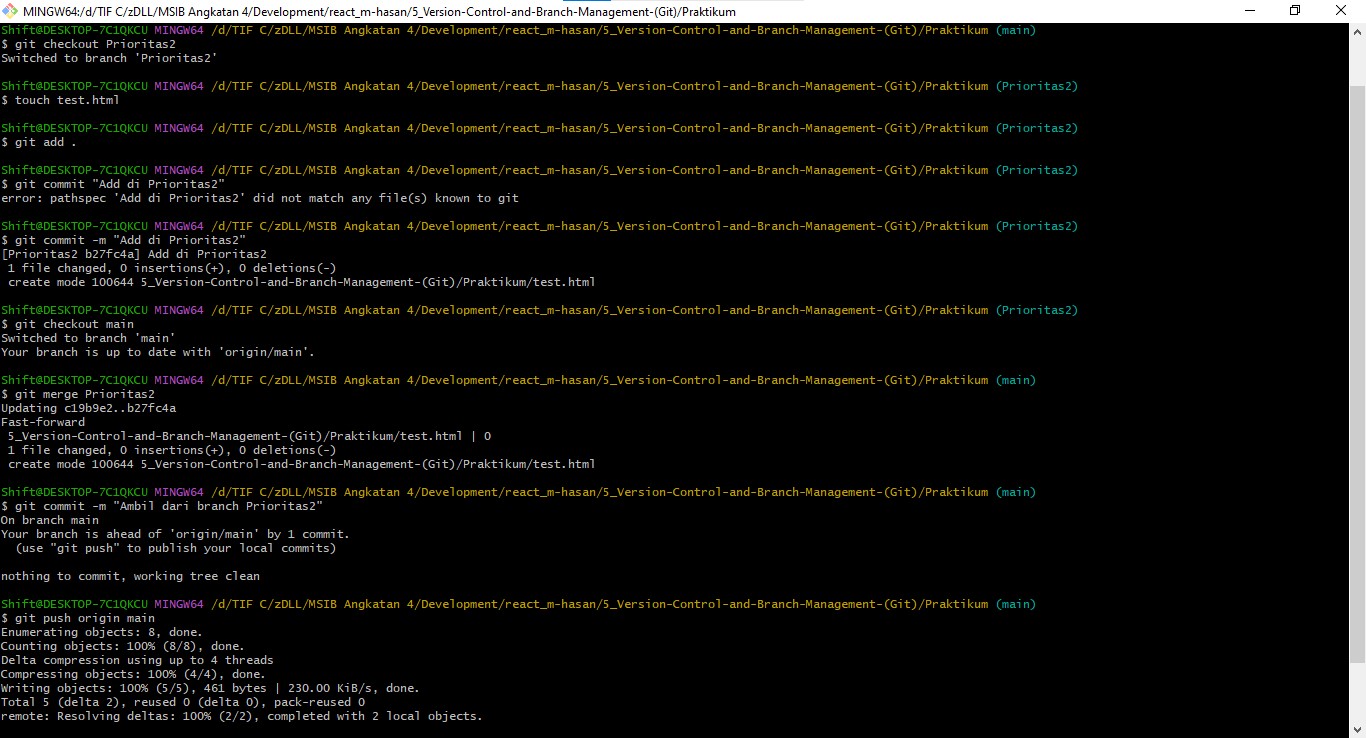 MINGW64:/d/TIF C/zDLL/MSIB Angkatan 4/Development/react_m-hasan/5_Version-Control-and-Branch-Management-(Git)/Praktikum
Shift@DESKTOP-7C1QKCU MINGW64 /d/TIF C/zDLL/MSIB Angkatan 4/Development/react_m-hasan/5_Version-Control-and-Branch-Management-(Git)/Praktikum (main)
$ git checkout Prioritas2
Switched to branch 'Prioritas2'
Shift@DESKTOP-7C1QKCU MINGW64 /d/TIF C/zDLL/MSIB Angkatan 4/Development/react_m-hasan/5_Version-Control-and-Branch-Management-(Git)/Praktikum (Prioritas2)
$ touch test.html
Shift@DESKTOP-7C1QKCU MINGW64 /d/TIF C/zDLL/MSIB Angkatan 4/Development/react_m-hasan/5_Version-Control-and-Branch-Management-(Git)/Praktikum (Prioritas2)
$ git add .
Shift@DESKTOP-7C1QKCU MINGW64 /d/TIF C/zDLL/MSIB Angkatan 4/Development/react_m-hasan/5_Version-Control-and-Branch-Management-(Git)/Praktikum (Prioritas2)
$ git commit "Add di Prioritas2"
error: pathspec 'Add di Prioritas2' did not match any file(s) known to git
Shift@DESKTOP-7C1QKCU MINGW64 /d/TIF C/zDLL/MSIB Angkatan 4/Development/react_m-hasan/5_Version-Control-and-Branch-Management-(Git)/Praktikum (Prioritas2)
$ git commit -m "Add di Prioritas2"
[Prioritas2 b27fc4a] Add di Prioritas2
 1 file changed, 0 insertions(+), 0 deletions(-)
 create mode 100644 5_Version-Control-and-Branch-Management-(Git)/Praktikum/test.html
Shift@DESKTOP-7C1QKCU MINGW64 /d/TIF C/zDLL/MSIB Angkatan 4/Development/react_m-hasan/5_Version-Control-and-Branch-Management-(Git)/Praktikum (Prioritas2)
$ git checkout main
Switched to branch 'main'
Your branch is up to date with 'origin/main'.
Shift@DESKTOP-7C1QKCU MINGW64 /d/TIF C/zDLL/MSIB Angkatan 4/Development/react_m-hasan/5_Version-Control-and-Branch-Management-(Git)/Praktikum (main)
$ git merge Prioritas2
Updating c19b9e2..b27fc4a
Fast-forward
 5_Version-Control-and-Branch-Management-(Git)/Praktikum/test.html | 0
 1 file changed, 0 insertions(+), 0 deletions(-)
 create mode 100644 5_Version-Control-and-Branch-Management-(Git)/Praktikum/test.html
Shift@DESKTOP-7C1QKCU MINGW64 /d/TIF C/zDLL/MSIB Angkatan 4/Development/react_m-hasan/5_Version-Control-and-Branch-Management-(Git)/Praktikum (main)
$ git commit -m "Ambil dari branch Prioritas2"
On branch main
Your branch is ahead of 'origin/main' by 1 commit.
  (use "git push" to publish your local commits)
nothing to commit, working tree clean
Shift@DESKTOP-7C1QKCU MINGW64 /d/TIF C/zDLL/MSIB Angkatan 4/Development/react_m-hasan/5_Version-Control-and-Branch-Management-(Git)/Praktikum (main)
$ git push origin main
Enumerating objects: 8, done.
Counting objects: 100% (8/8), done.
Delta compression using up to 4 threads
Compressing objects: 100% (4/4), done.
Writing objects: 100% (5/5), 461 bytes | 230.00 KiB/s, done.
Total 5 (delta 2), reused 0 (delta 0), pack-reused 0
remote: Resolving deltas: 100% (2/2), completed with 2 local objects.